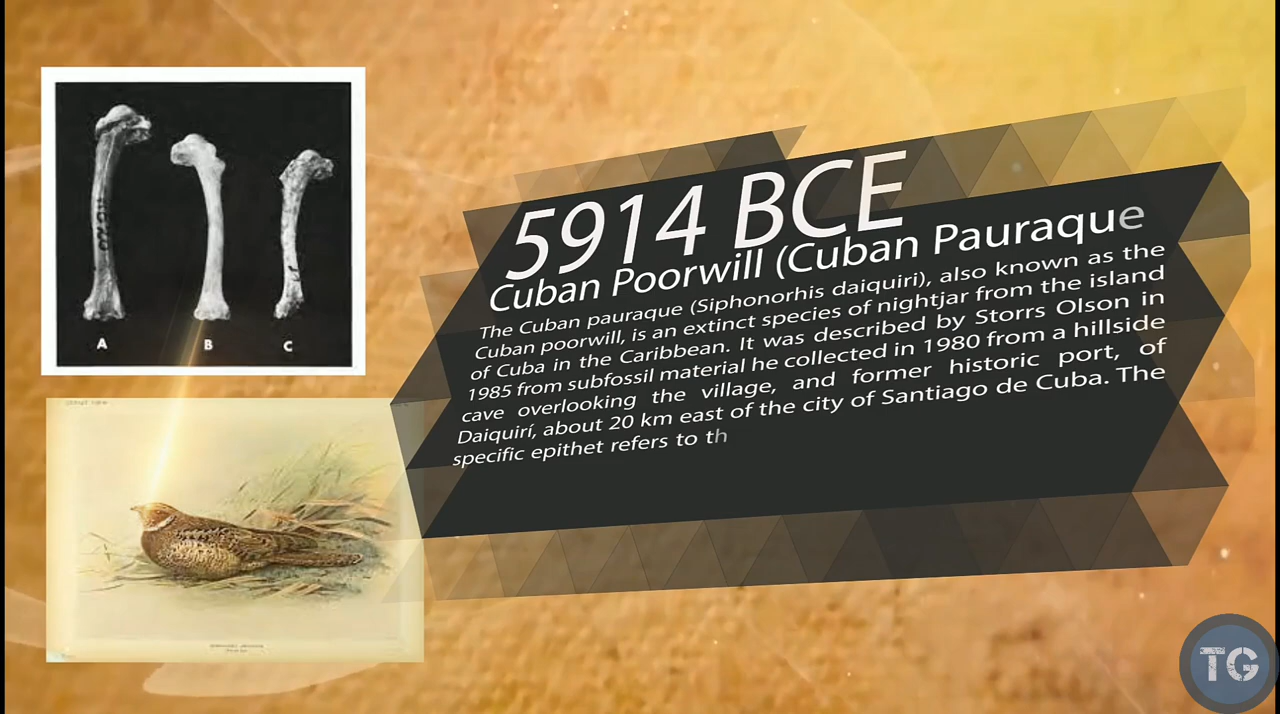 A B C
5914 BCE
Cuban Poorwill (Cuban Pauraque
The Cuban pauraque (Siphonorhis daiquiri), also known as the
Cuban poorwill, is an extinct species of nightjar from the island
of Cuba in the Caribbean. It was described by Storrs Olson in
1985 from subfossil material he collected in 1980 from a hillside
cave overlooking the village, and former historic port, of
Daiquirí, about 20 km east of the city of Santiago de Cuba. The
specific epithet refers to th
TG